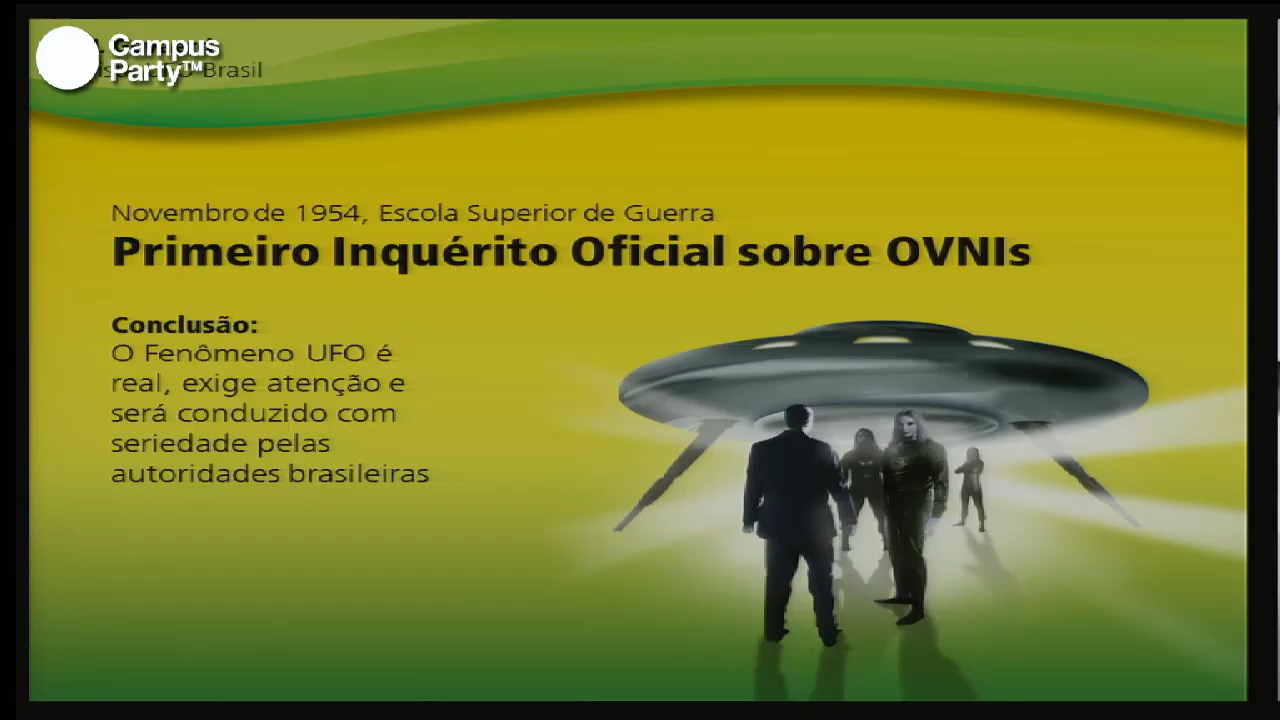 Campus
Party™
Brasil
Novembro de 1954, Escola Superior de Guerra
Primeiro Inquérito Oficial sobre OVNIs
Conclusão:
O Fenômeno UFO é
real, exige atenção e
será conduzido com
seriedade pelas
autoridades brasileiras